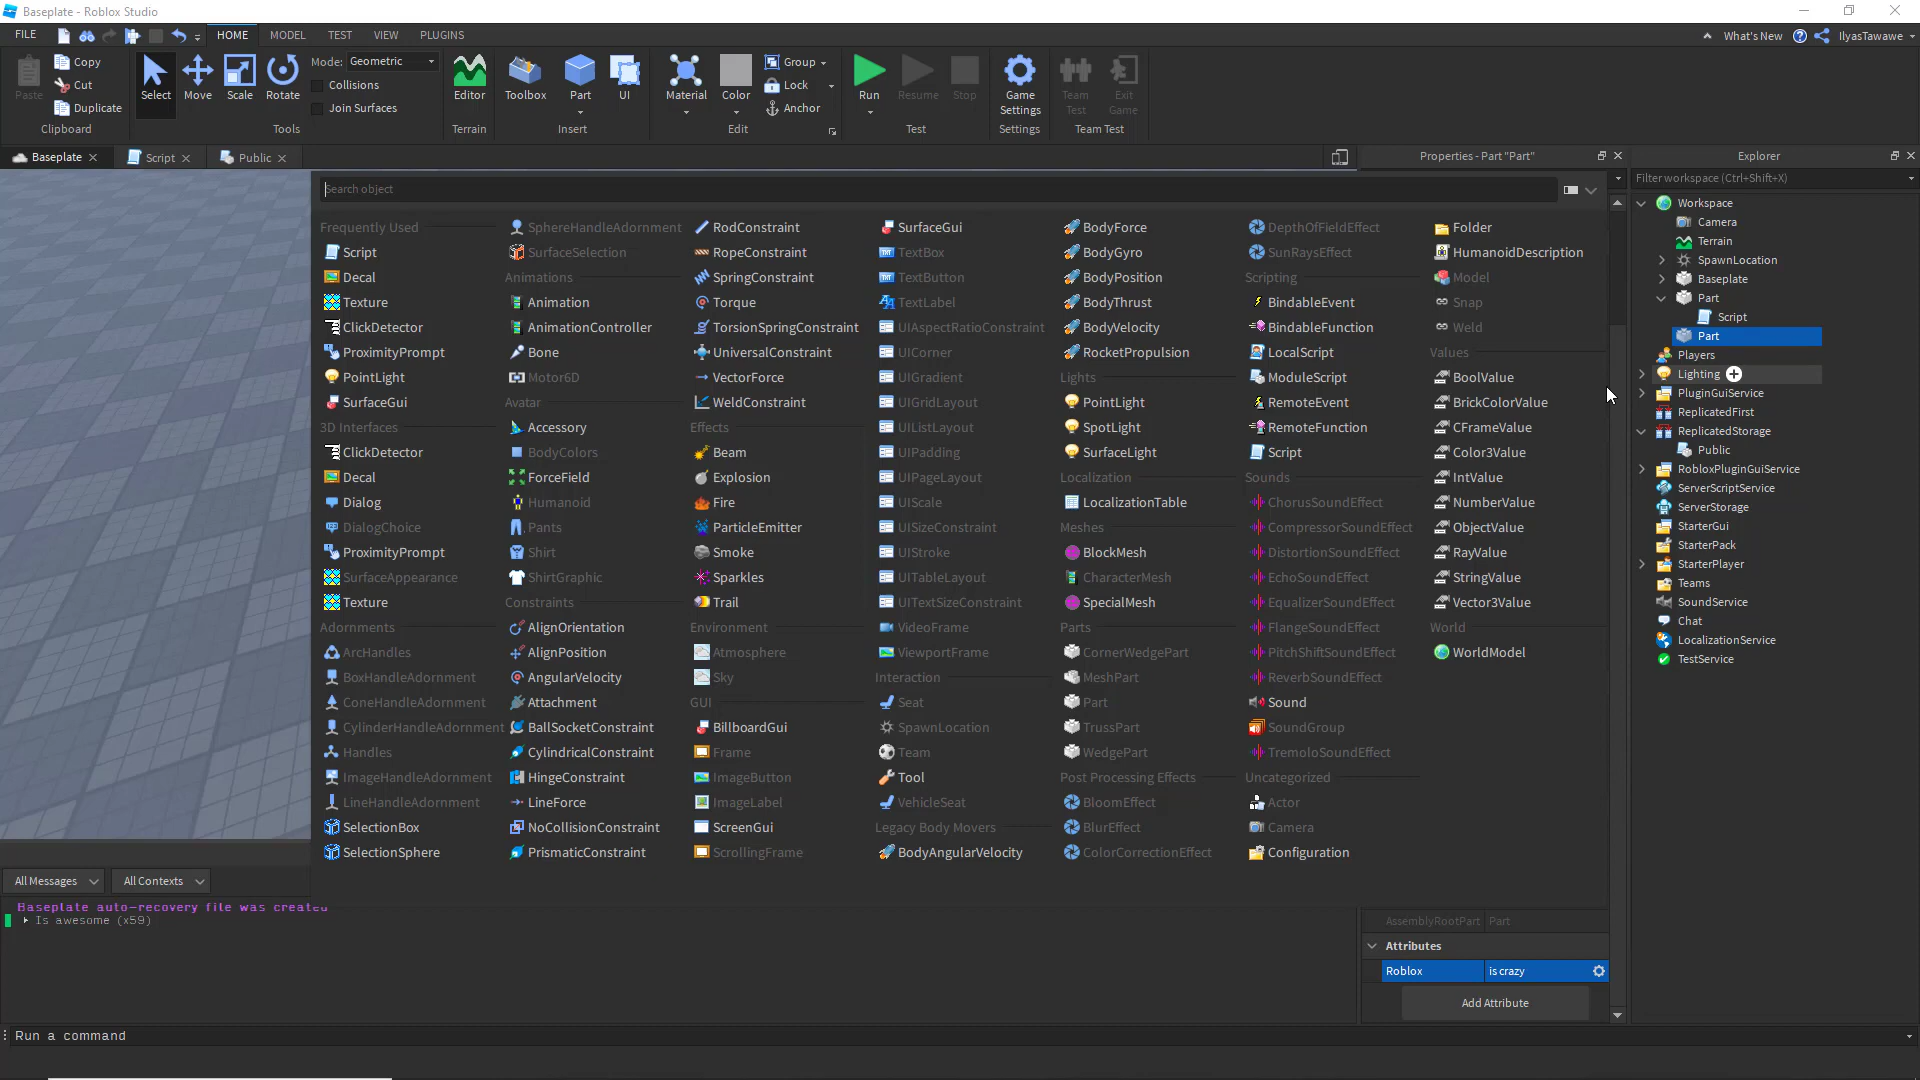 Baseplate - Roblox Studio
FILE HOME MODEL TEST VIEW PLUGINS What's New IlyasTawawe
Paste Copy Cut Duplicate Clipboard
Select Move Scale Rotate Mode: Geometric Collisions Join Surfaces Tools
Editor Terrain
Toolbox Part UI Insert
Material Color Group Lock Anchor Edit
Run Resume Stop Test
Game Settings Settings
Team Test Exit Game Team Test
Baseplate Script Public
Properties - Part "Part"
Explorer
Search object
Frequently Used
Script
Decal
Texture
ClickDetector
ProximityPrompt
PointLight
SurfaceGui
3D Interfaces
ClickDetector
Decal
Dialog
DialogChoice
ProximityPrompt
SurfaceAppearance
Texture
Adornments
ArcHandles
BoxHandleAdornment
ConeHandleAdornment
CylinderHandleAdornment
Handles
ImageHandleAdornment
LineHandleAdornment
SelectionBox
SelectionSphere
SphereHandleAdornment
SurfaceSelection
Animations
Animation
AnimationController
Bone
Motor6D
Avatar
Accessory
BodyColors
ForceField
Humanoid
Pants
Shirt
ShirtGraphic
Constraints
AlignOrientation
AlignPosition
AngularVelocity
Attachment
BallSocketConstraint
CylindricalConstraint
HingeConstraint
LineForce
NoCollisionConstraint
PrismaticConstraint
RodConstraint
RopeConstraint
SpringConstraint
Torque
TorsionSpringConstraint
UniversalConstraint
VectorForce
WeldConstraint
Effects
Beam
Explosion
Fire
ParticleEmitter
Smoke
Sparkles
Trail
Environment
Atmosphere
Sky
GUI
BillboardGui
Frame
ImageButton
ImageLabel
ScreenGui
ScrollingFrame
SurfaceGui
TextBox
TextButton
TextLabel
UIAspectRatioConstraint
UICorner
UIGradient
UIGridLayout
UIListLayout
UIPadding
UIPageLayout
UIScale
UISizeConstraint
UIStroke
UITableLayout
UITextSizeConstraint
VideoFrame
ViewportFrame
Interaction
Seat
SpawnLocation
Team
Tool
VehicleSeat
Legacy Body Movers
BodyAngularVelocity
BodyForce
BodyGyro
BodyPosition
BodyThrust
BodyVelocity
RocketPropulsion
Lights
PointLight
SpotLight
SurfaceLight
Localization
LocalizationTable
Meshes
BlockMesh
CharacterMesh
SpecialMesh
Parts
CornerWedgePart
MeshPart
Part
TrussPart
WedgePart
Post Processing Effects
BloomEffect
BlurEffect
ColorCorrectionEffect
DepthOfFieldEffect
SunRaysEffect
Scripting
BindableEvent
BindableFunction
LocalScript
ModuleScript
RemoteEvent
RemoteFunction
Script
Sounds
ChorusSoundEffect
CompressorSoundEffect
DistortionSoundEffect
EchoSoundEffect
EqualizerSoundEffect
FlangeSoundEffect
PitchShiftSoundEffect
ReverbSoundEffect
Sound
SoundGroup
TremoloSoundEffect
Uncategorized
Actor
Camera
Configuration
Folder
HumanoidDescription
Model
Snap
Weld
Values
BoolValue
BrickColorValue
CFrameValue
Color3Value
IntValue
NumberValue
ObjectValue
RayValue
StringValue
Vector3Value
World
WorldModel
Filter workspace (Ctrl+Shift+X)
Workspace
Camera
Terrain
SpawnLocation
Baseplate
Part
Script
Part
Players
Lighting
PluginGuiService
ReplicatedFirst
ReplicatedStorage
Public
RobloxPluginGuiService
ServerScriptService
ServerStorage
StarterGui
StarterPack
StarterPlayer
Teams
SoundService
Chat
LocalizationService
TestService
All Messages All Contexts
Baseplate auto-recovery file was created
Is awesome (x59)
AssemblyRootPart Part
Attributes
Roblox is crazy
Add Attribute
Run a command